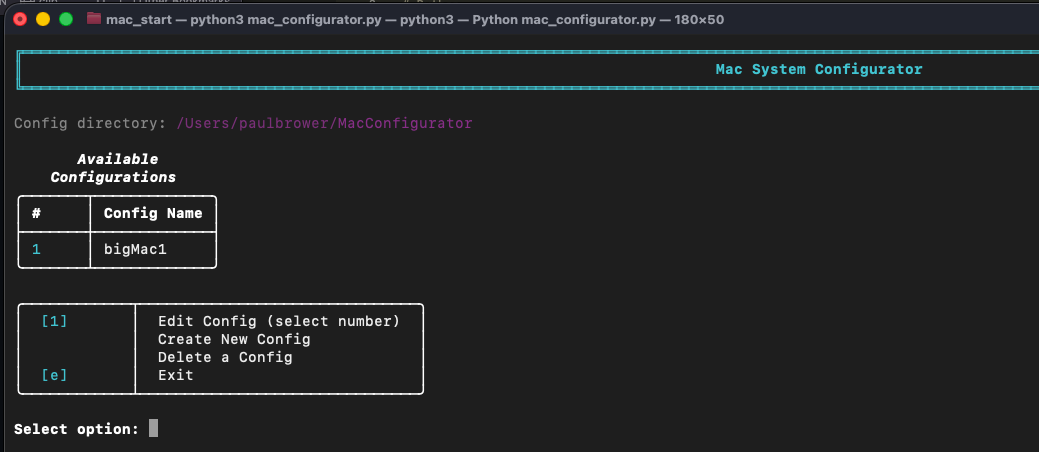 mac_start — python3 mac_configurator.py — python3 — Python mac_configurator.py — 180×50
Mac System Configurator
Config directory: /Users/paulbrower/MacConfigurator
Available
Configurations
# Config Name
1 bigMac1
[1] Edit Config (select number)
Create New Config
Delete a Config
[e] Exit
Select option: